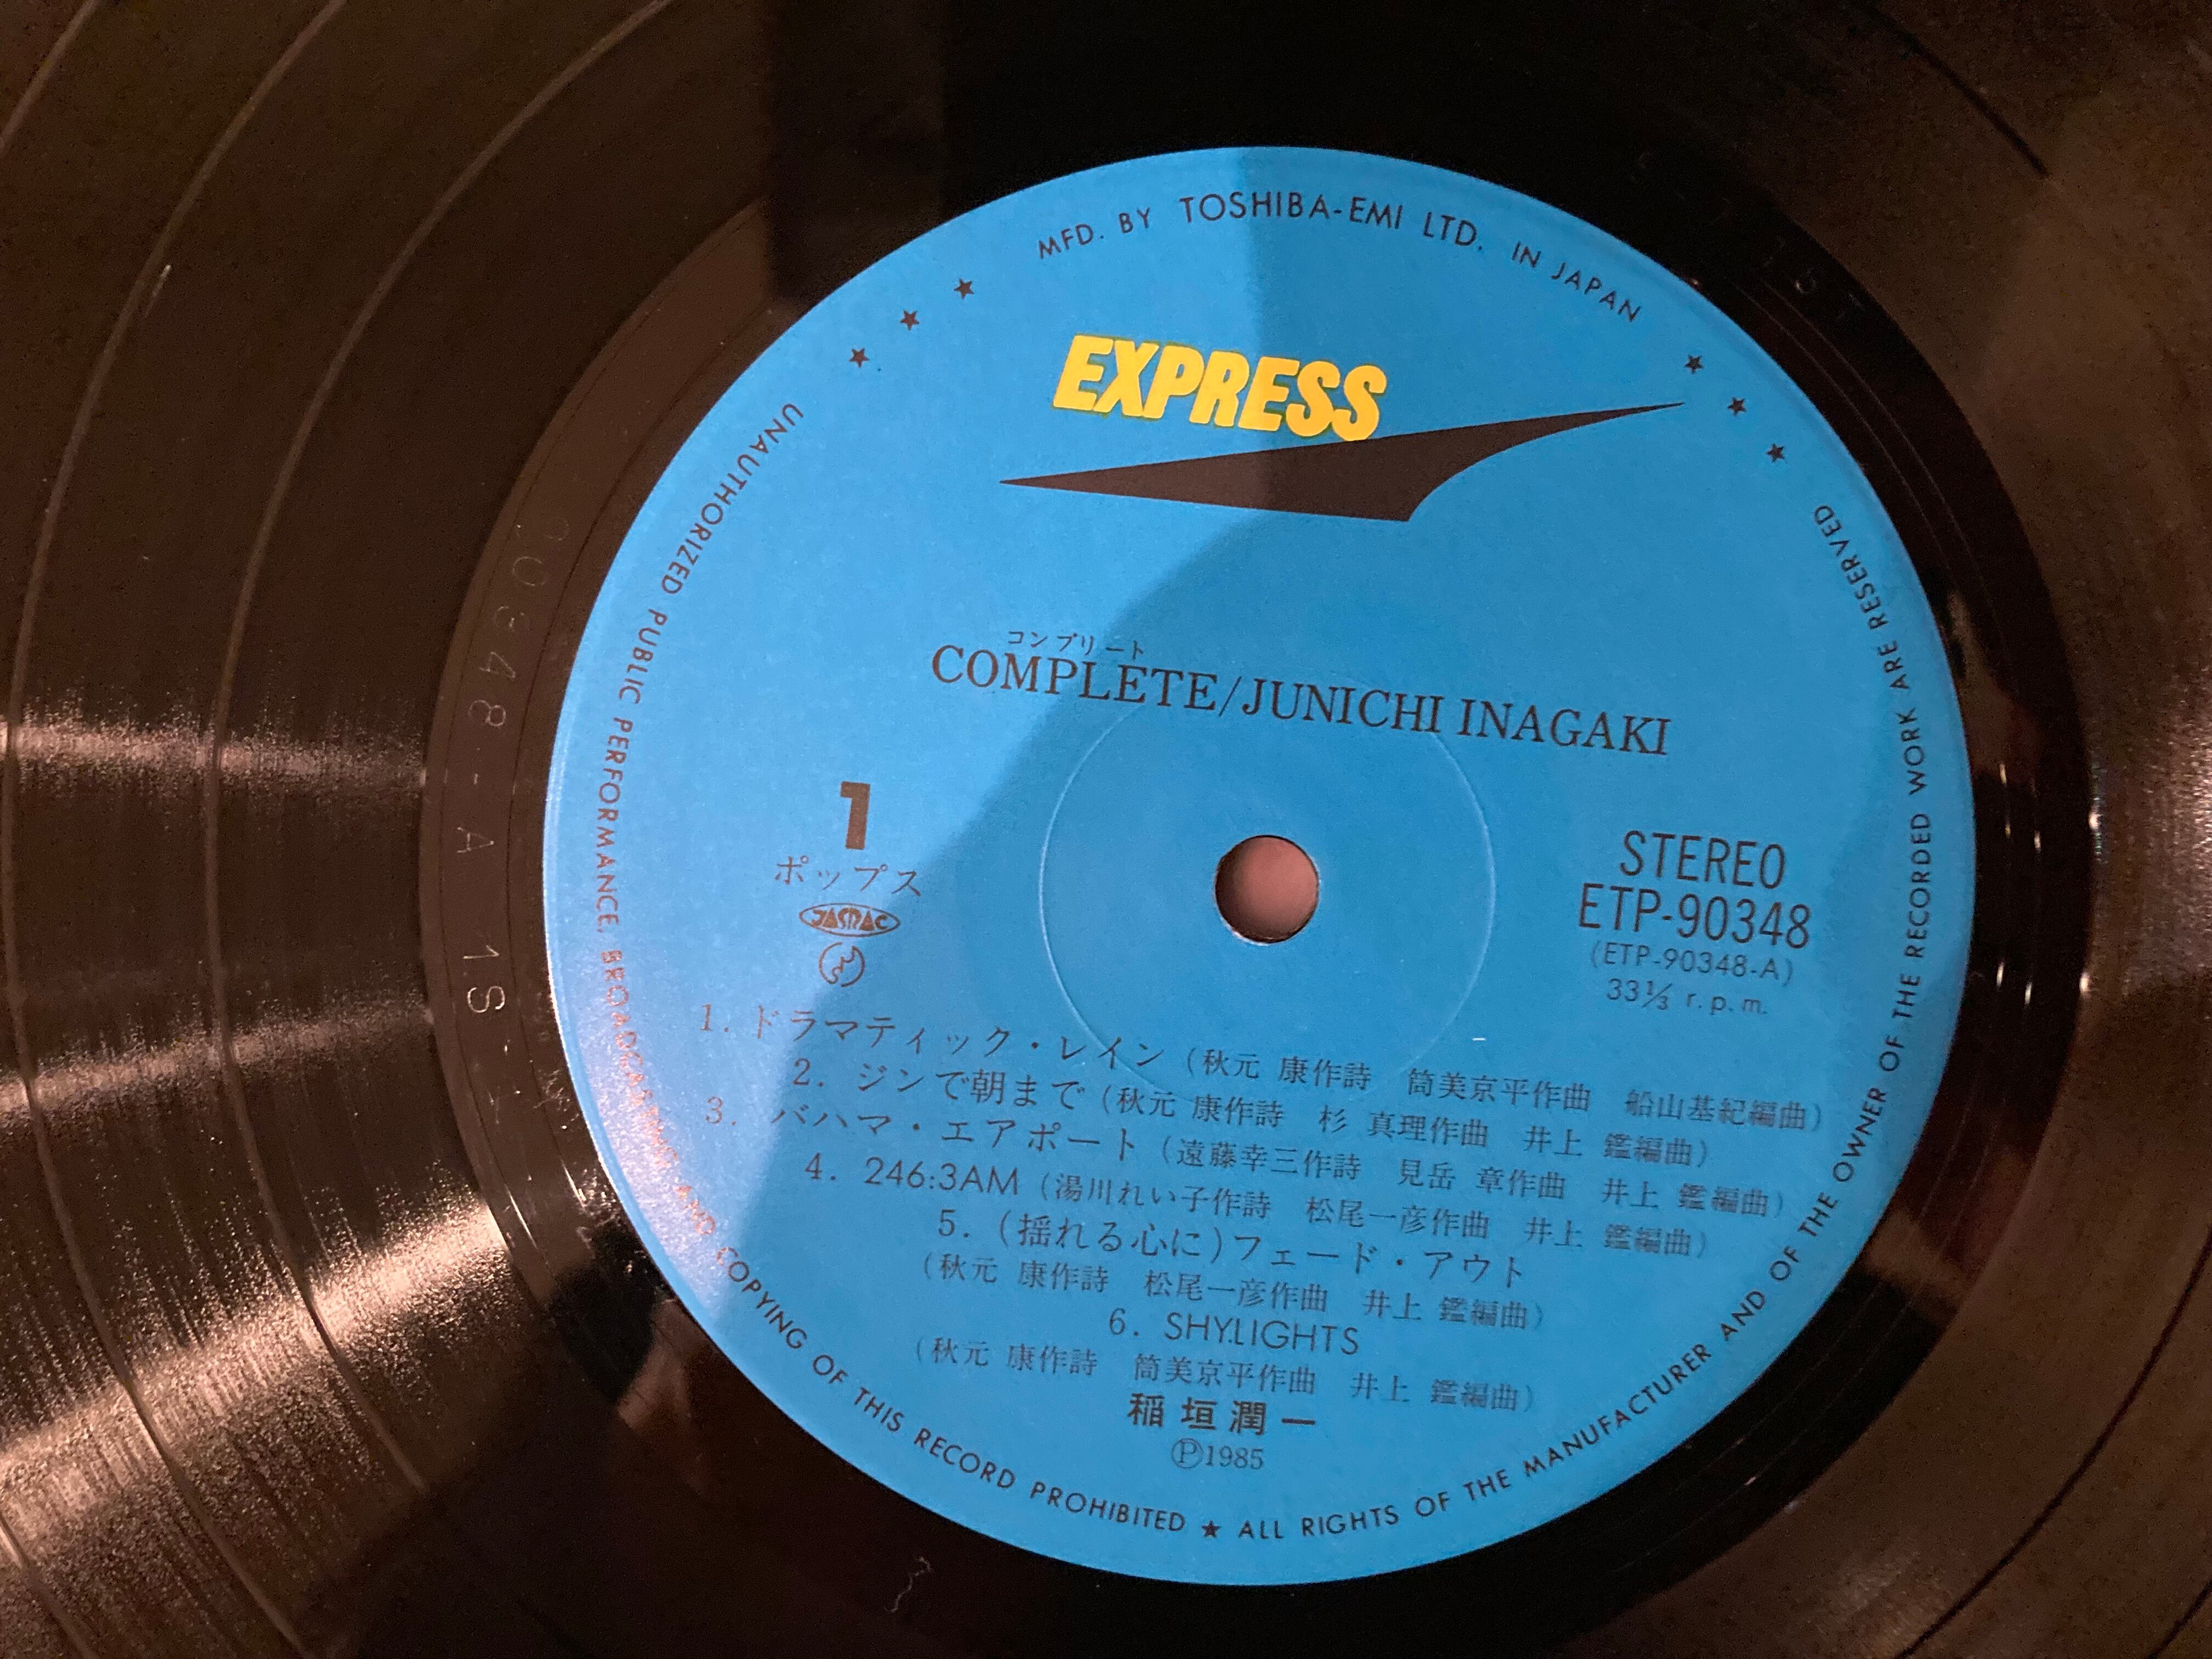 MFD. BY TOSHIBA-EMI LTD. IN JAPAN
EXPRESS
コンプリート
COMPLETE/JUNICHI INAGAKI
1
ポップス
JASRAC
STEREO
ETP-90348
(ETP-90348-A)
33⅓ r.p.m.
1. ドラマティック・レイン (秋元 康作詩 筒美京平作曲 船山基紀編曲)
2. ジンで朝まで (秋元 康作詩 杉 真理作曲 井上 鑑編曲)
3. バハマ・エアポート (遠藤幸三作詩 見岳 章作曲 井上 鑑編曲)
4. 246:3AM (湯川れい子作詩 松尾一彦作曲 井上 鑑編曲)
5. (揺れる心に)フェード・アウト
(秋元 康作詩 松尾一彦作曲 井上 鑑編曲)
6. SHY.LIGHTS
(秋元 康作詩 筒美京平作曲 井上 鑑編曲)
稲垣潤一
Ⓟ1985
UNAUTHORIZED PUBLIC PERFORMANCE, BROADCASTING AND COPYING OF THIS RECORD PROHIBITED ★ ALL RIGHTS OF THE MANUFACTURER AND OF THE OWNER OF THE RECORDED WORK ARE RESERVED
90348-A 1S